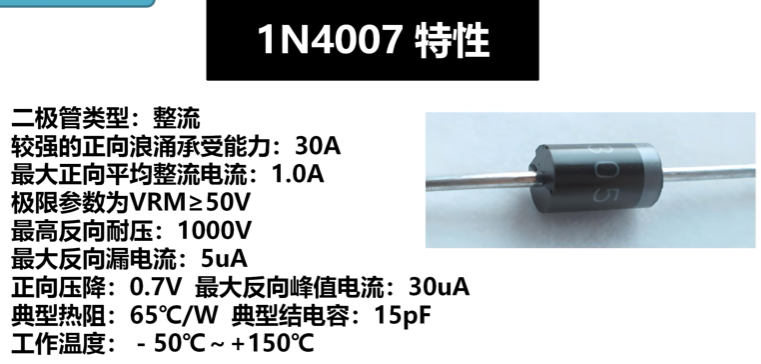 1N4007 特性
二极管类型：整流
较强的正向浪涌承受能力：30A
最大正向平均整流电流：1.0A
极限参数为VRM≥50V
最高反向耐压：1000V
最大反向漏电流：5uA
正向压降：0.7V 最大反向峰值电流：30uA
典型热阻：65℃/W 典型结电容：15pF
工作温度：－50℃～+150℃
305